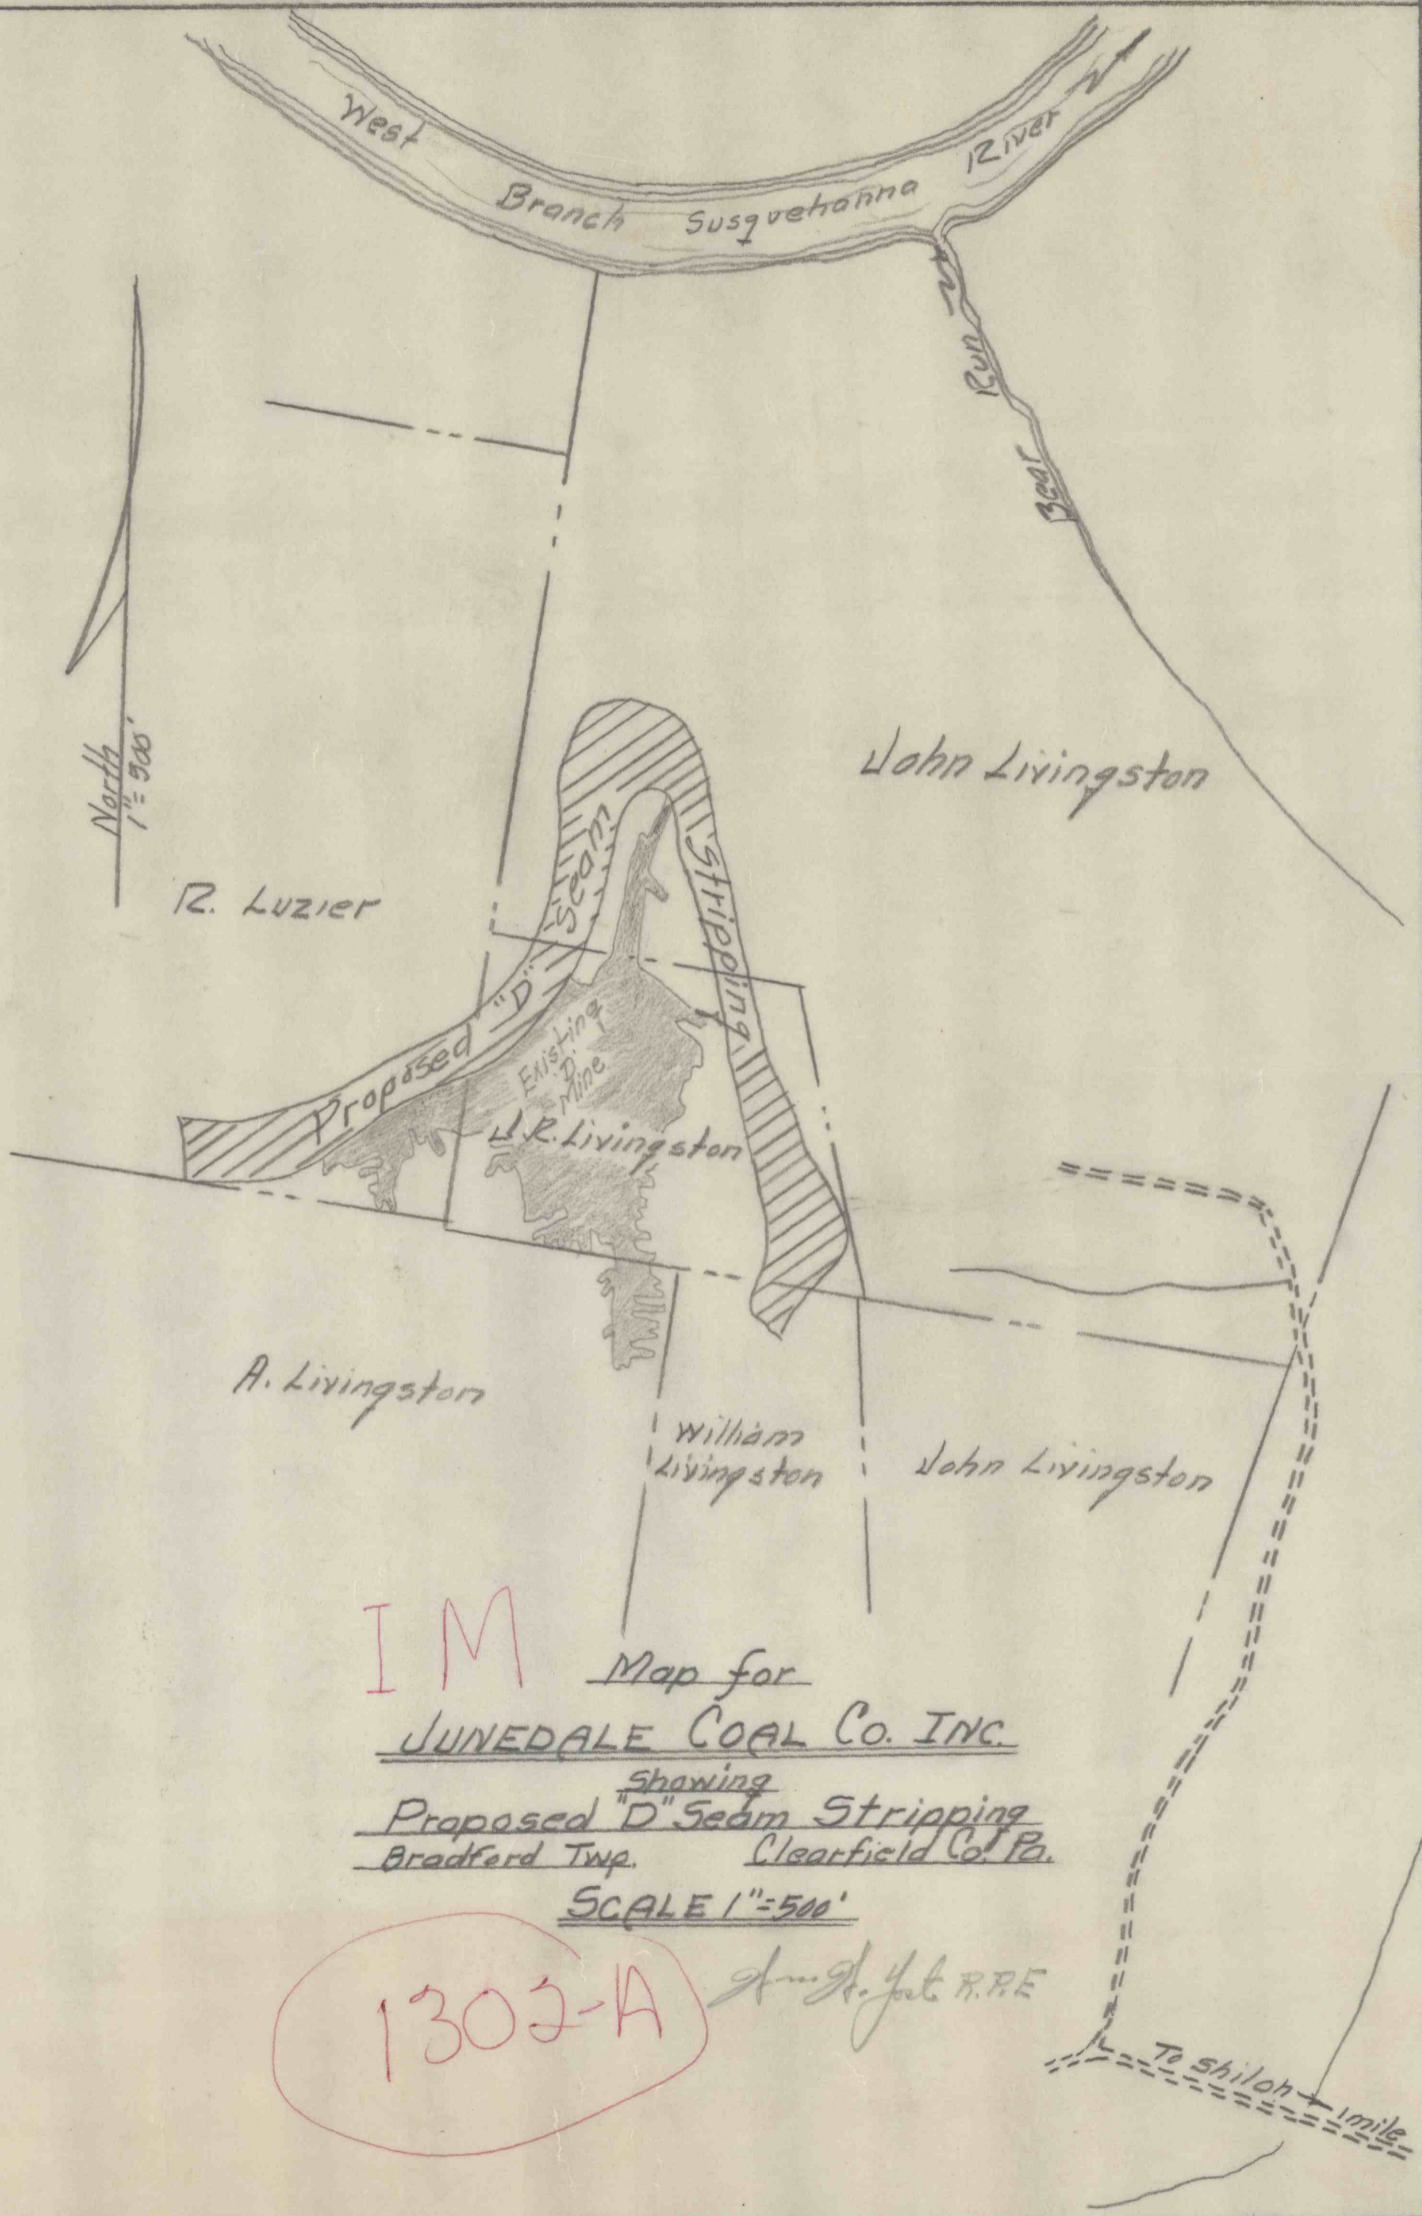 West Branch Susquehanna River
Run
Bear
North
1"= 500'
John Livingston
R. Luzier
Proposed "D" Seam Stripping
Existing
"D"
Mine
J.R. Livingston
A. Livingston
William
Livingston
John Livingston
I M
Map for
JUNEDALE COAL CO. INC.
Showing
Proposed "D" Seam Stripping
Bradford Twp. Clearfield Co. Pa.
SCALE 1"=500'
1302-A
R.P.E
To Shiloh 1 mile